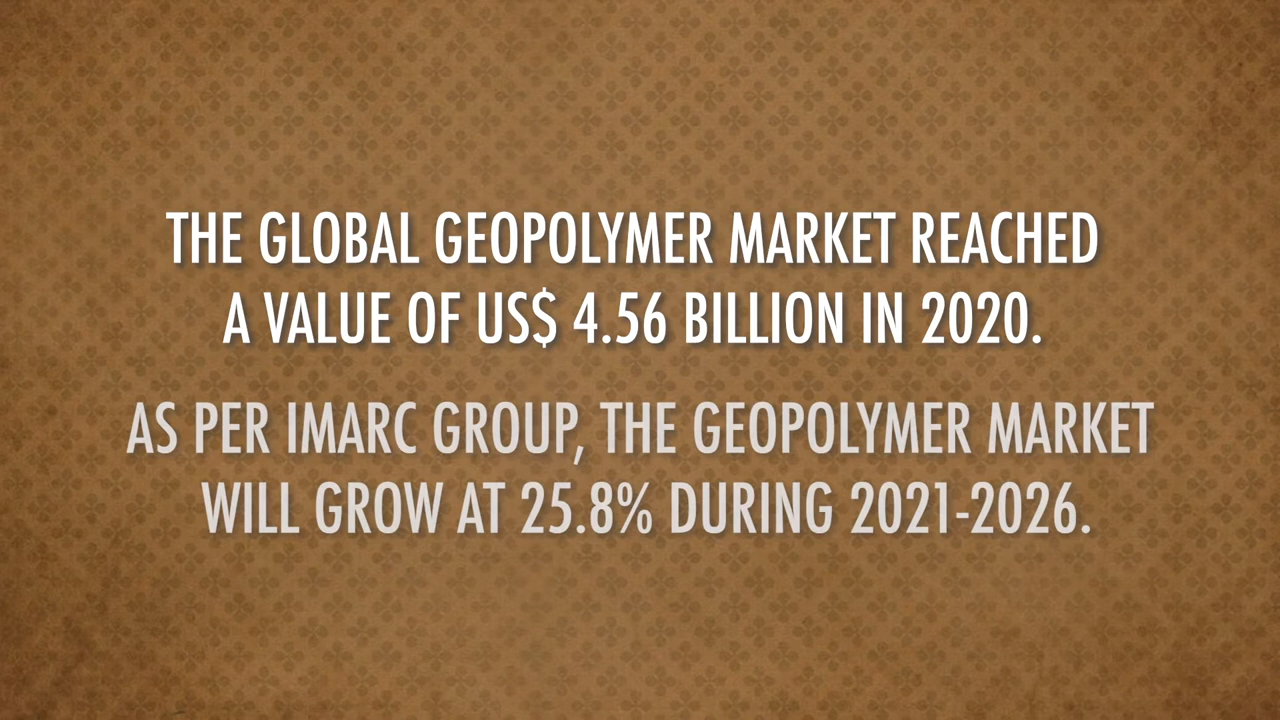 THE GLOBAL GEOPOLYMER MARKET REACHED
A VALUE OF US$ 4.56 BILLION IN 2020.
AS PER IMARC GROUP, THE GEOPOLYMER MARKET
WILL GROW AT 25.8% DURING 2021-2026.